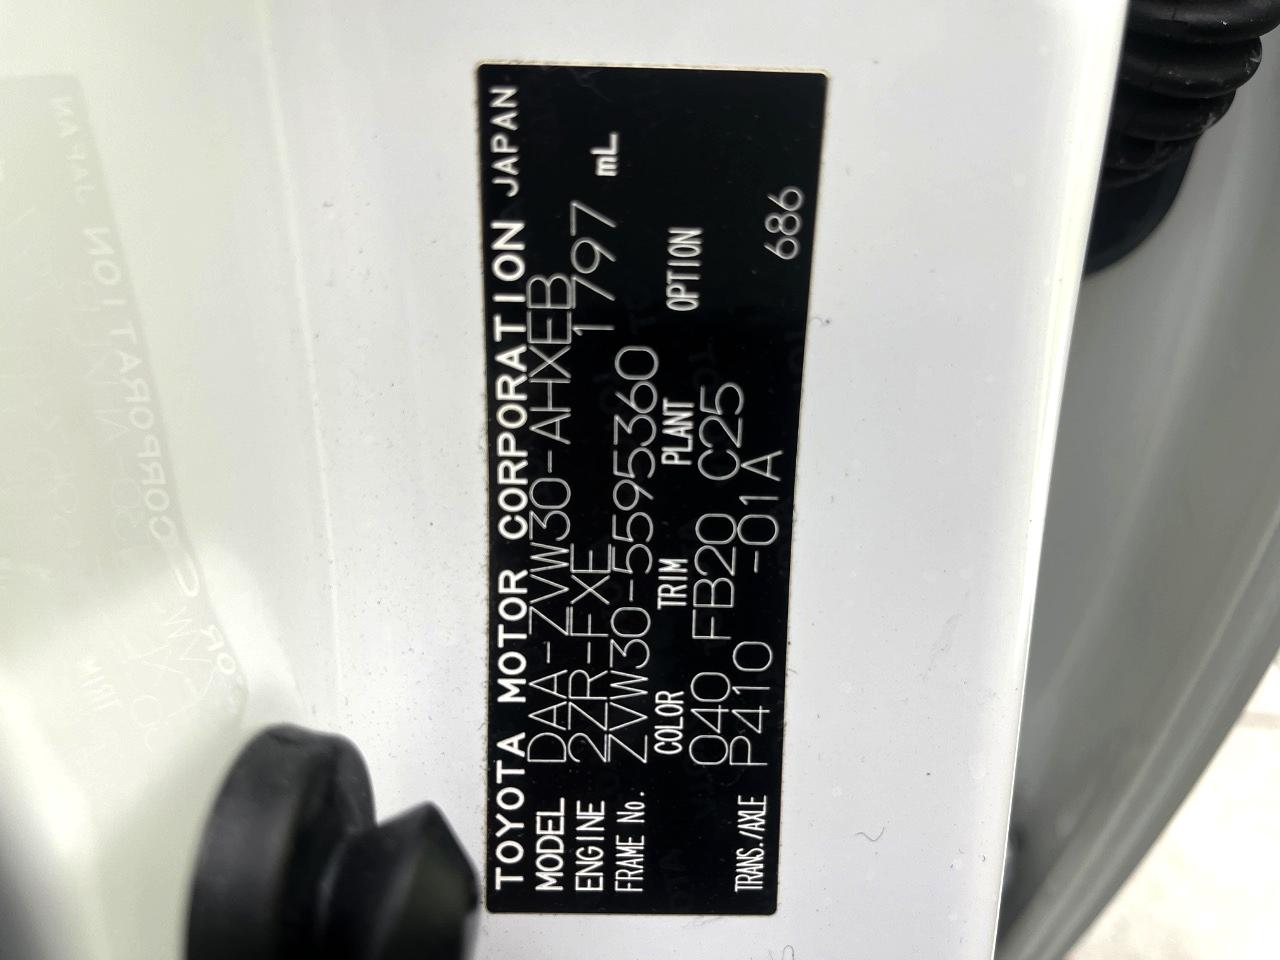 TOYOTA MOTOR CORPORATION JAPAN
MODEL DAA-ZVW30-AHXEB
ENGINE 2ZR-FXE 1797 mL
FRAME No. ZVW30-5595360
COLOR TRIM PLANT OPTION
040 FB20 C25
TRANS./AXLE P410 -01A 686